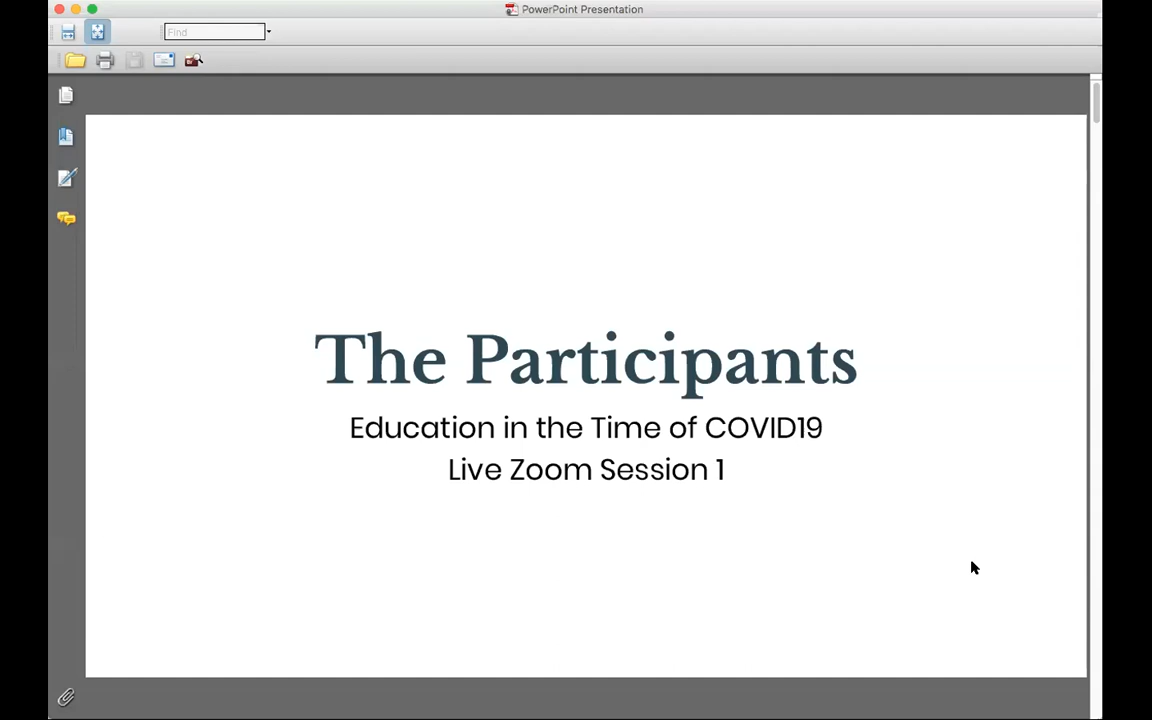 PowerPoint Presentation
Find
The Participants
Education in the Time of COVID19
Live Zoom Session 1